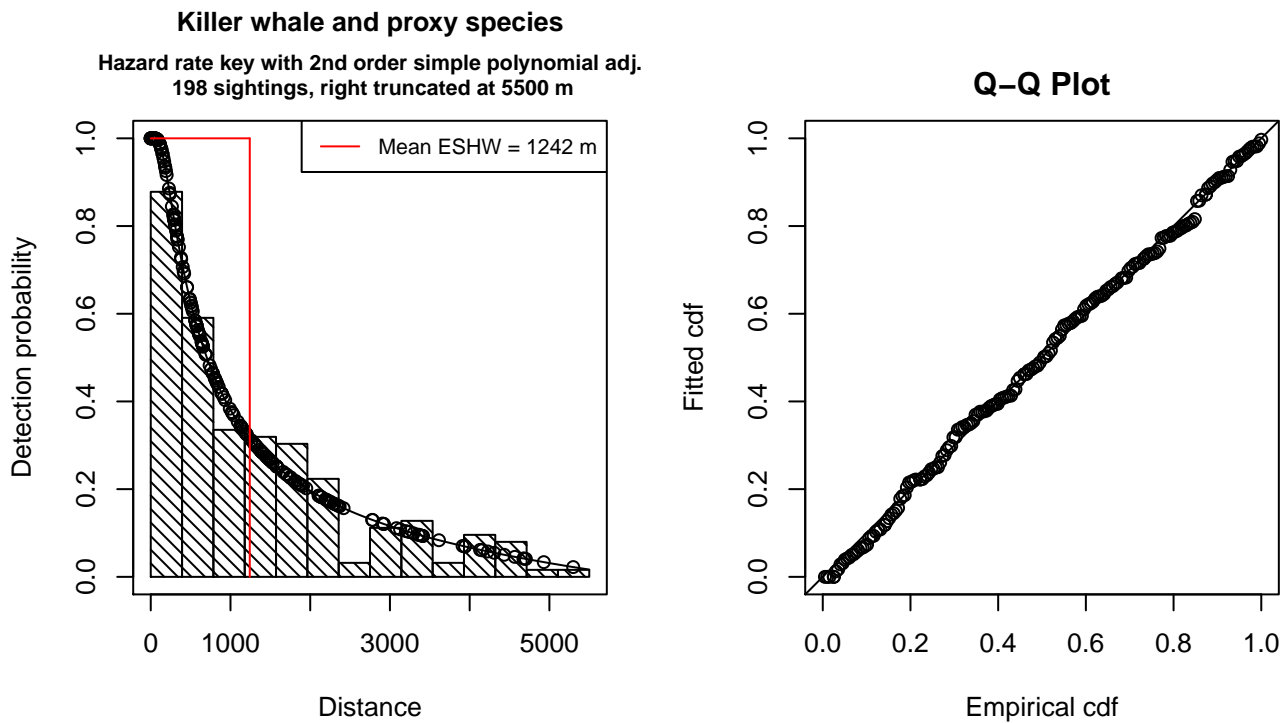 Killer whale and proxy species
Hazard rate key with 2nd order simple polynomial adj.
198 sightings, right truncated at 5500 m
Mean ESHW = 1242 m
Detection probability
0.0 0.2 0.4 0.6 0.8 1.0
0 1000 3000 5000
Distance
Q−Q Plot
Fitted cdf
0.0 0.2 0.4 0.6 0.8 1.0
0.0 0.2 0.4 0.6 0.8 1.0
Empirical cdf